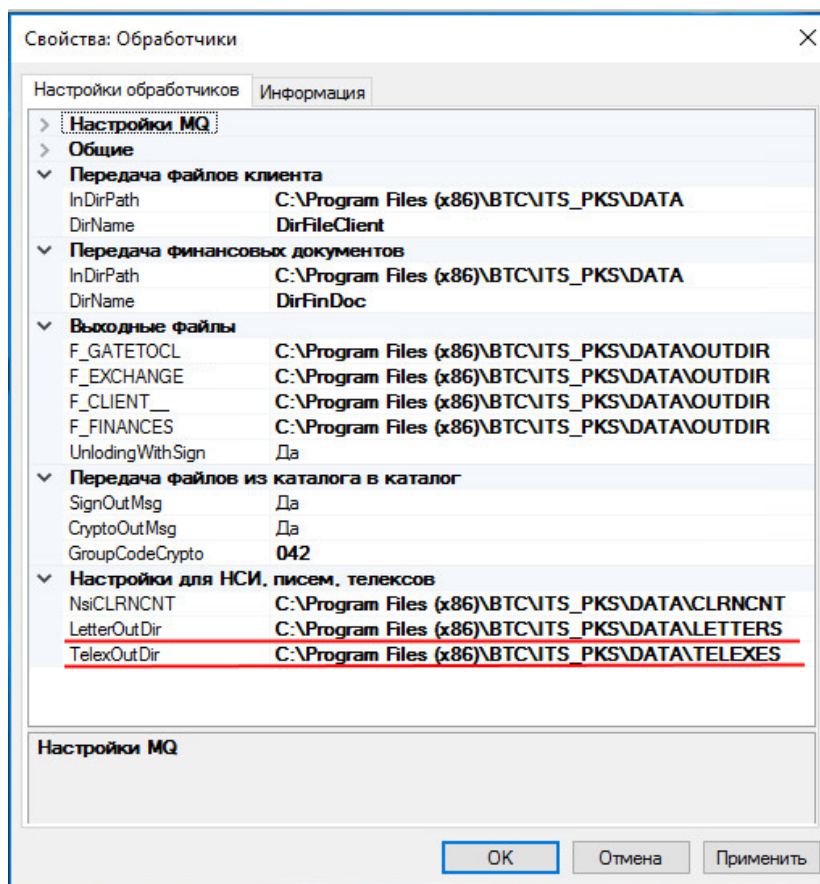 Свойства: Обработчики
Настройки обработчиков Информация
Настройки MQ
Общие
Передача файлов клиента
InDirPath C:\Program Files (x86)\BTC\ITS_PKS\DATA
DirName DirFileClient
Передача финансовых документов
InDirPath C:\Program Files (x86)\BTC\ITS_PKS\DATA
DirName DirFinDoc
Выходные файлы
F_GATETOCL C:\Program Files (x86)\BTC\ITS_PKS\DATA\OUTDIR
F_EXCHANGE C:\Program Files (x86)\BTC\ITS_PKS\DATA\OUTDIR
F_CLIENT__ C:\Program Files (x86)\BTC\ITS_PKS\DATA\OUTDIR
F_FINANCES C:\Program Files (x86)\BTC\ITS_PKS\DATA\OUTDIR
UnlodingWithSign Да
Передача файлов из каталога в каталог
SignOutMsg Да
CryptoOutMsg Да
GroupCodeCrypto 042
Настройки для НСИ, писем, телексов
NsiCLRNCNT C:\Program Files (x86)\BTC\ITS_PKS\DATA\CLRNCNT
LetterOutDir C:\Program Files (x86)\BTC\ITS_PKS\DATA\LETTERS
TelexOutDir C:\Program Files (x86)\BTC\ITS_PKS\DATA\TELEXES
Настройки MQ
OK Отмена Применить